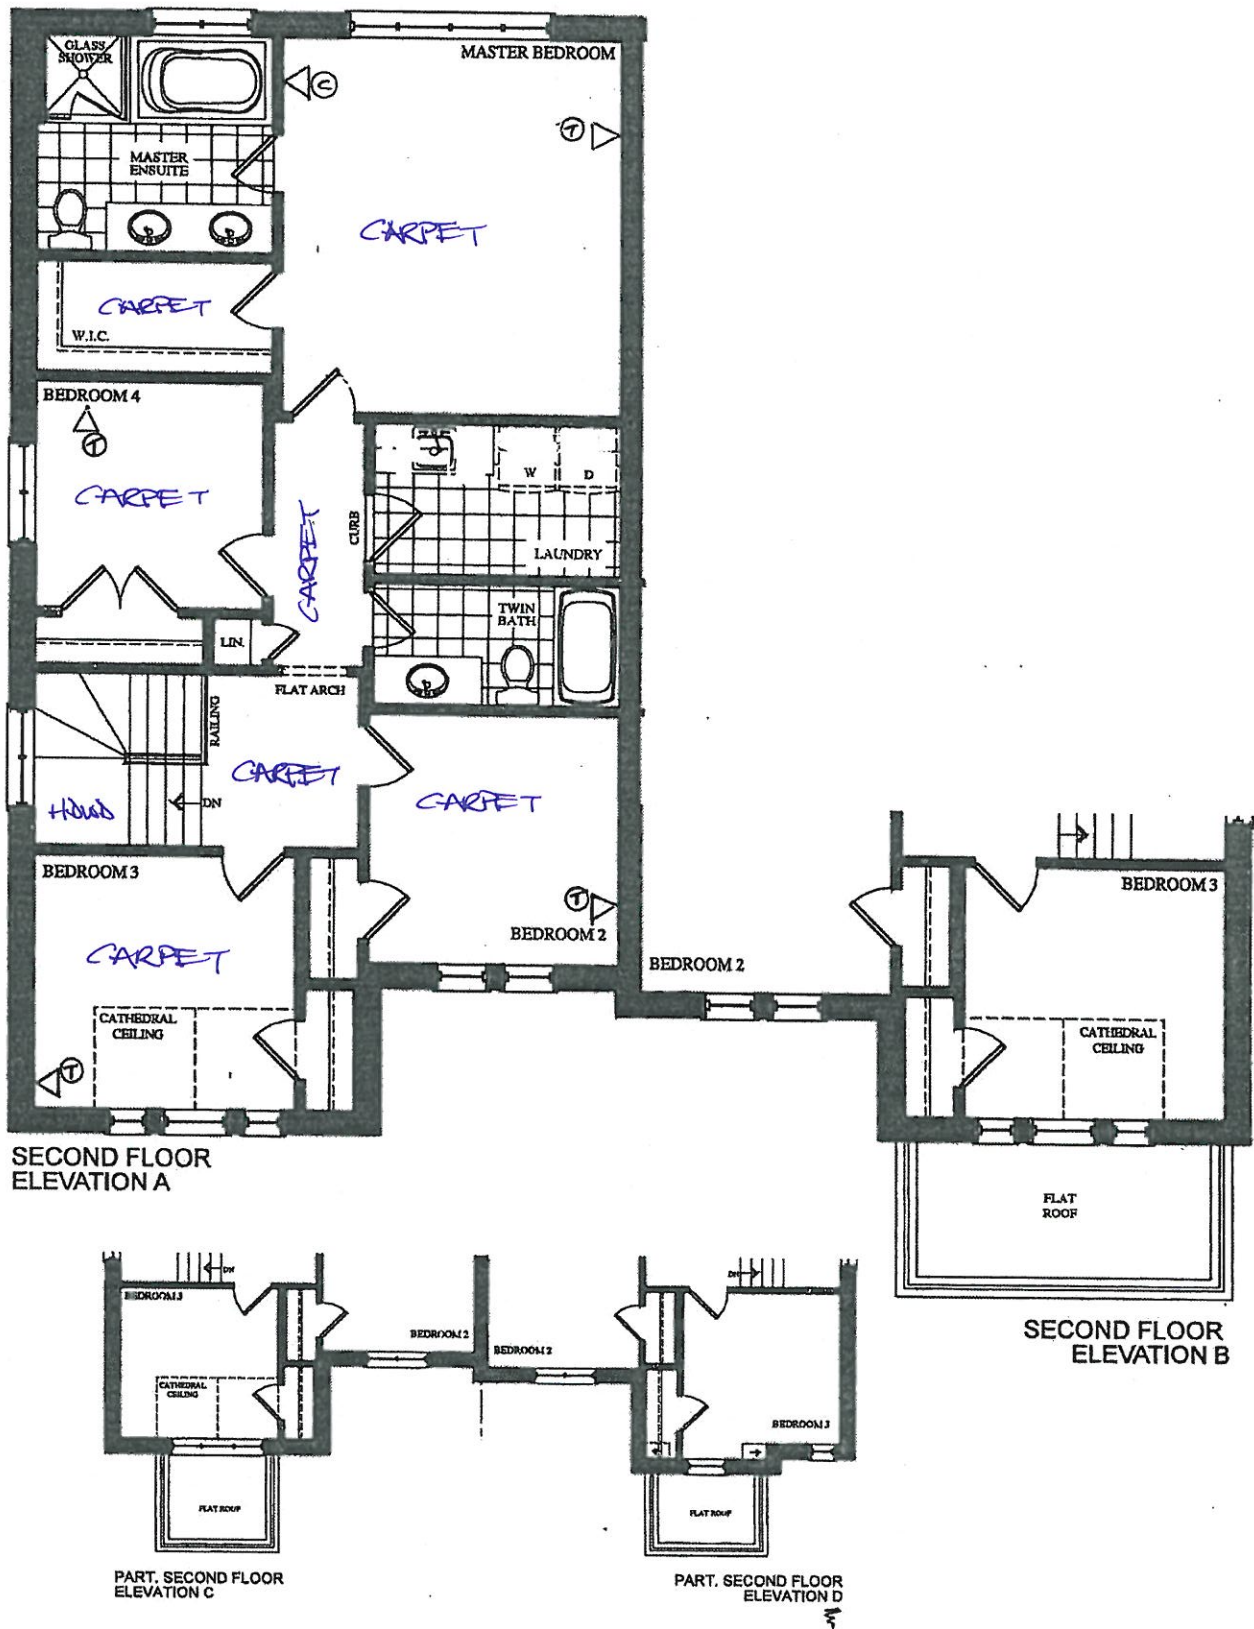 GLASS
SHOWER
MASTER BEDROOM
C
T
MASTER
ENSUITE
CARPET
CARPET
W.I.C.
BEDROOM 4
T
CARPET
W
D
CURB
CARPET
LAUNDRY
TWIN
BATH
LIN.
FLAT ARCH
RAILING
CARPET
CARPET
DN
BEDROOM 3
T
BEDROOM 2
CARPET
CATHEDRAL
CEILING
T
SECOND FLOOR
ELEVATION A
BEDROOM 3
BEDROOM 2
CATHEDRAL
CEILING
FLAT
ROOF
SECOND FLOOR
ELEVATION B
DN
BEDROOM 3
BEDROOM 2
CATHEDRAL
CEILING
FLAT ROOF
PART. SECOND FLOOR
ELEVATION C
DN
BEDROOM 2
BEDROOM 3
FLAT ROOF
PART. SECOND FLOOR
ELEVATION D